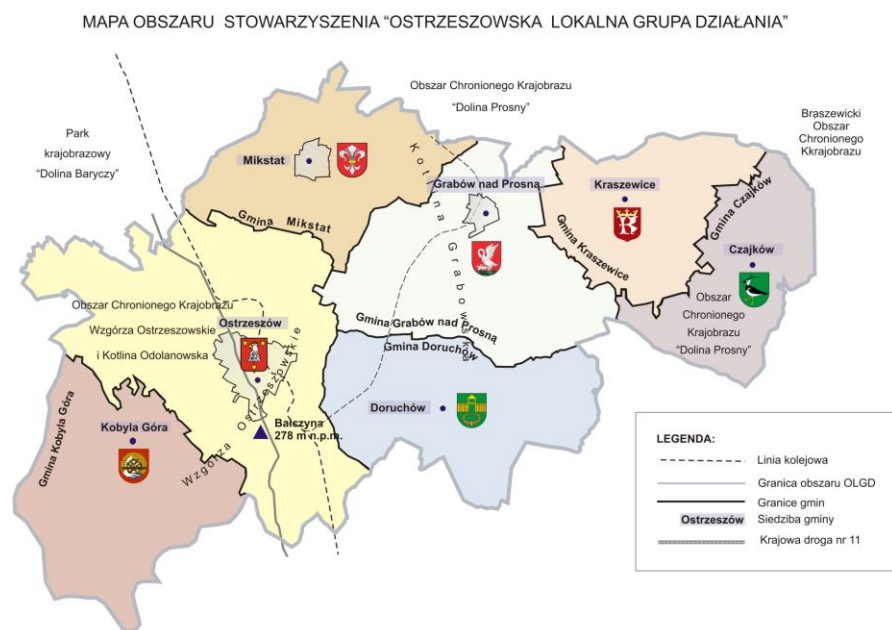 MAPA OBSZARU STOWARZYSZENIA “OSTRZESZOWSKA LOKALNA GRUPA DZIAŁANIA”
Obszar Chronionego Krajobrazu
“Dolina Prosny”
Park
krajobrazowy
“Dolina Baryczy”
Braszewicki
Obszar
Chronionego
Kkrajobrazu
Mikstat
Gmina Mikstat
Kotlina Grabowska
Grabów nad Prosną
Gmina Grabów nad Prosną
Kraszewice
Gmina Kraszewice
Gmina Czajków
Czajków
Obszar
Chronionego
Krajobrazu
“Dolina Prosny”
Obszar Chronionego Krajobrazu
Wzgórza Ostrzeszowskie
i Kotlina Odolanowska
Ostrzeszów
Wzgórza Ostrzeszowskie
Bałczyna
278 m n.p.m.
Gmina Doruchów
Doruchów
Gmina Kobyla Góra
Kobyla Góra
LEGENDA:
Linia kolejowa
Granica obszaru OLGD
Granice gmin
Ostrzeszów Siedziba gminy
Krajowa droga nr 11